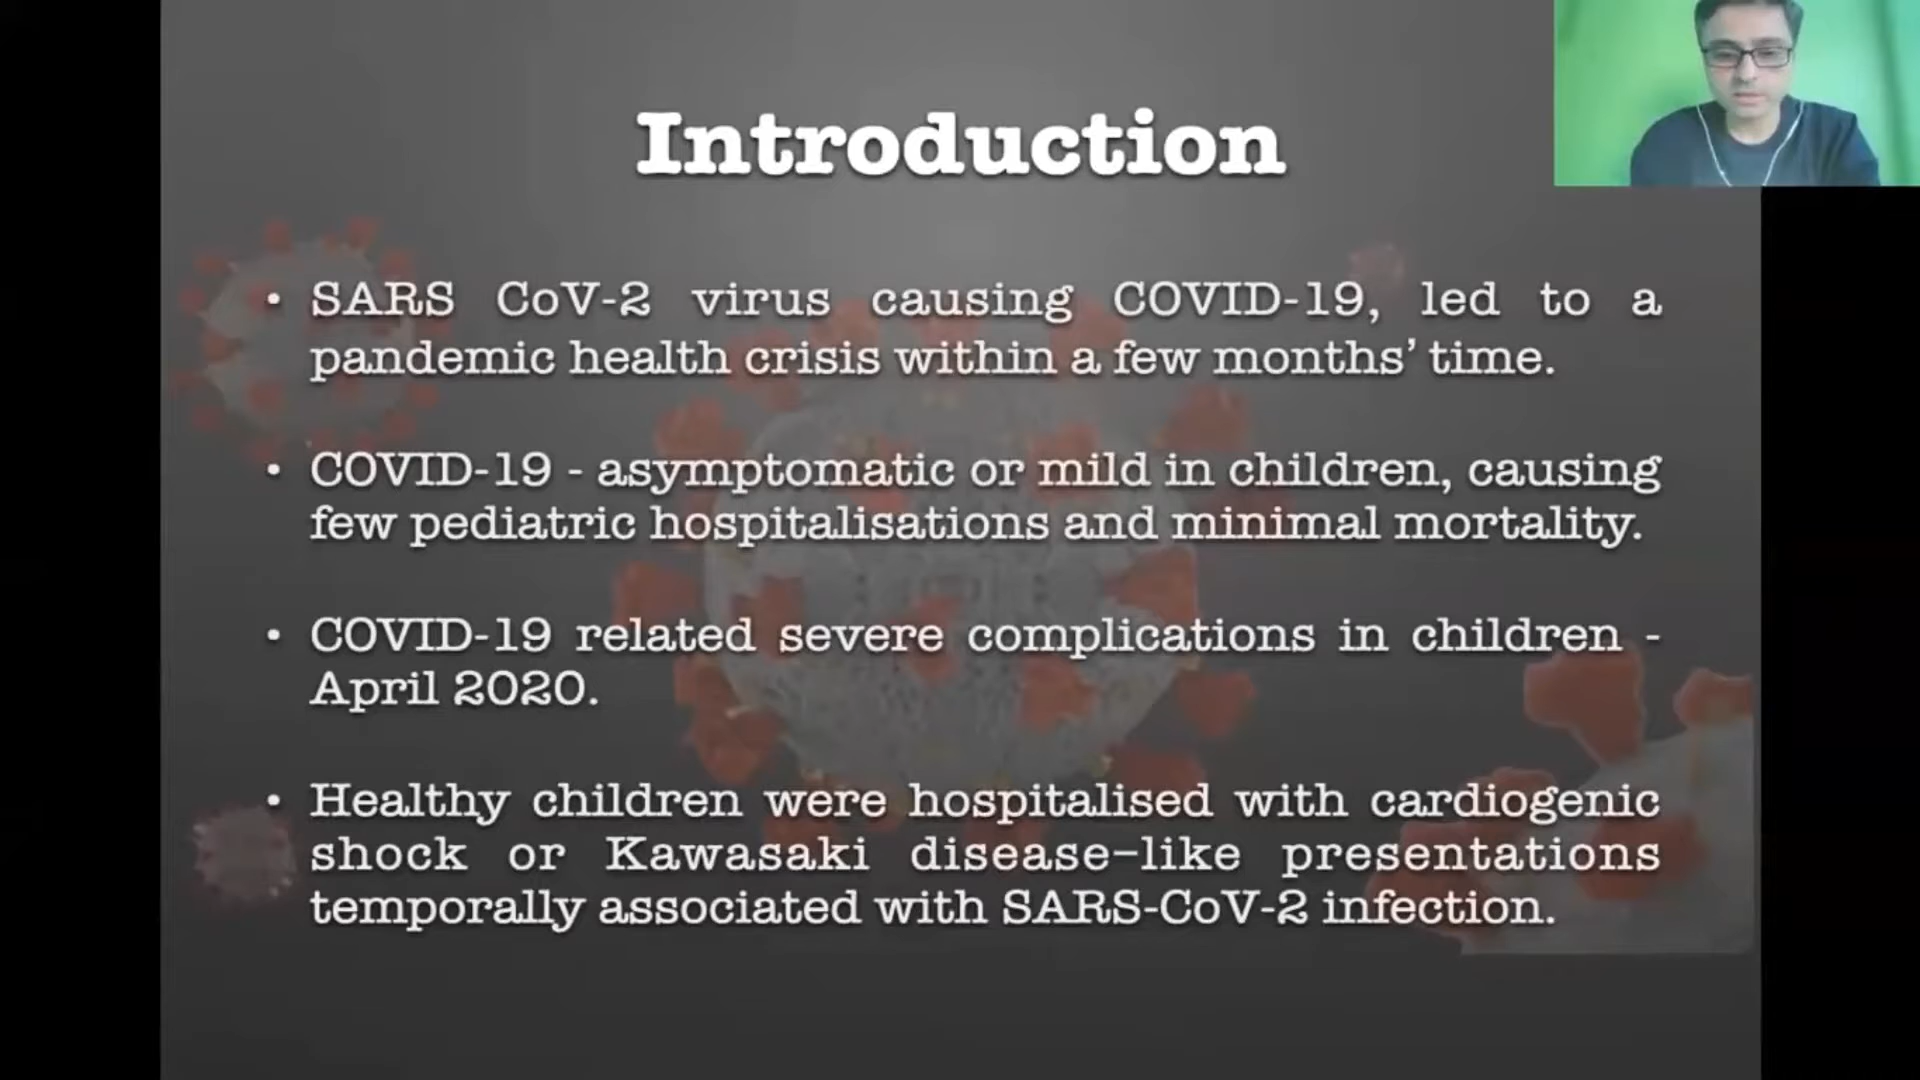 Introduction
• SARS CoV-2 virus causing COVID-19, led to a
pandemic health crisis within a few months’ time.
• COVID-19 - asymptomatic or mild in children, causing
few pediatric hospitalisations and minimal mortality.
• COVID-19 related severe complications in children -
April 2020.
• Healthy children were hospitalised with cardiogenic
shock or Kawasaki disease–like presentations
temporally associated with SARS-CoV-2 infection.